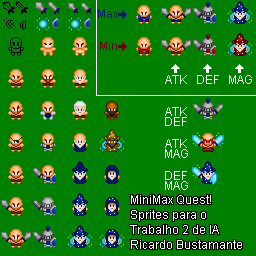 Max
Min
ATK DEF MAG
ATK
DEF
ATK
MAG
DEF
MAG
MiniMax Quest!
Sprites para o
Trabalho 2 de IA
Ricardo Bustamante